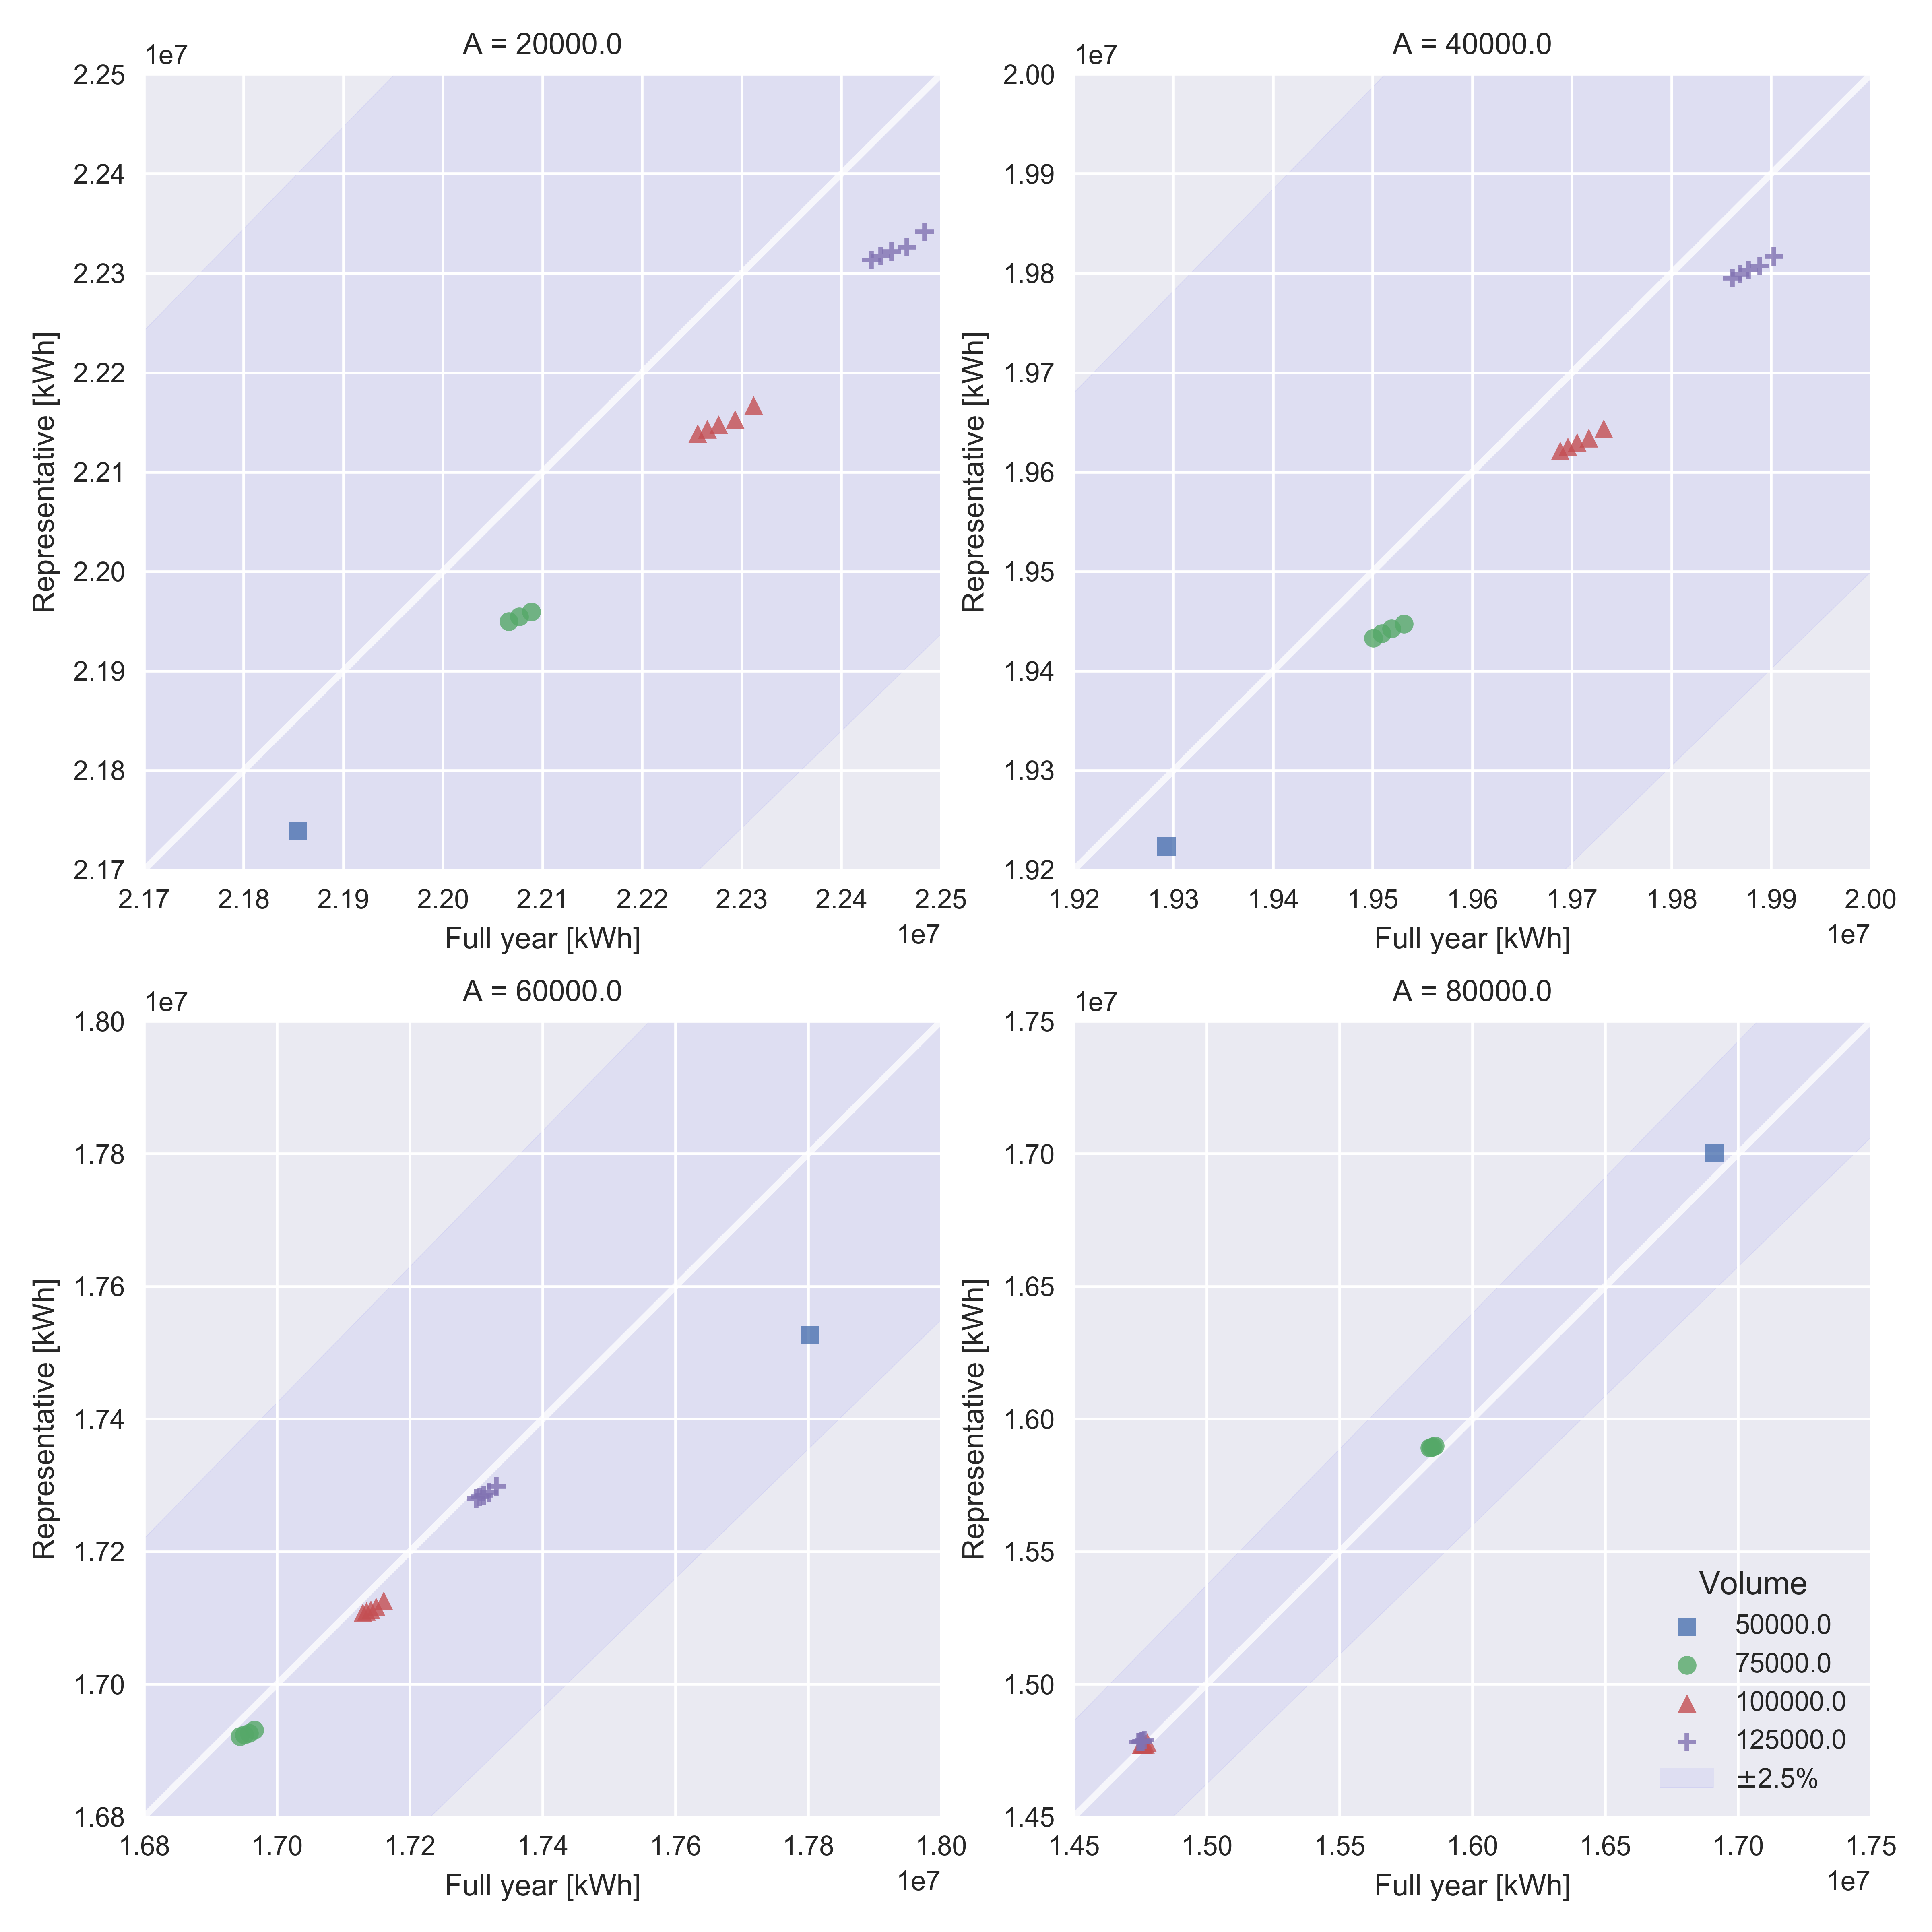 A = 20000.0
1e7
2.25
2.24
2.23
2.22
2.21
2.20
2.19
2.18
2.17
Representative [kWh]
2.17 2.18 2.19 2.20 2.21 2.22 2.23 2.24 2.25
Full year [kWh]
1e7
A = 40000.0
1e7
2.00
1.99
1.98
1.97
1.96
1.95
1.94
1.93
1.92
Representative [kWh]
1.92 1.93 1.94 1.95 1.96 1.97 1.98 1.99 2.00
Full year [kWh]
1e7
A = 60000.0
1e7
1.80
1.78
1.76
1.74
1.72
1.70
1.68
Representative [kWh]
1.68 1.70 1.72 1.74 1.76 1.78 1.80
Full year [kWh]
1e7
A = 80000.0
1e7
1.75
1.70
1.65
1.60
1.55
1.50
1.45
Representative [kWh]
Volume
50000.0
75000.0
100000.0
125000.0
±2.5%
1.45 1.50 1.55 1.60 1.65 1.70 1.75
Full year [kWh]
1e7